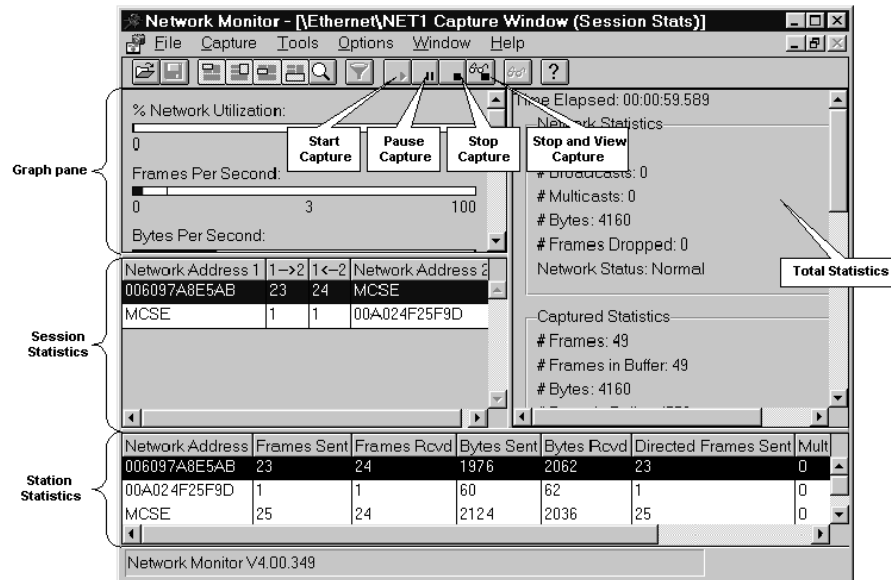 Network Monitor - [\Ethernet\NET1 Capture Window (Session Stats)]
File Capture Tools Options Window Help
% Network Utilization:
0
Start Capture
Pause Capture
Stop Capture
Stop and View Capture
Graph pane
Frames Per Second:
0 3 100
Bytes Per Second:
Time Elapsed: 00:00:59.589
Network Statistics
# Broadcasts: 0
# Multicasts: 0
# Bytes: 4160
# Frames Dropped: 0
Network Status: Normal
Total Statistics
Session Statistics
Network Address 1 1-->2 1<--2 Network Address 2
006097A8E5AB 23 24 MCSE
MCSE 1 1 00A024F25F9D
Captured Statistics
# Frames: 49
# Frames in Buffer: 49
# Bytes: 4160
Station Statistics
Network Address Frames Sent Frames Rcvd Bytes Sent Bytes Rcvd Directed Frames Sent Mult
006097A8E5AB 23 24 1976 2062 23 0
00A024F25F9D 1 1 60 62 1 0
MCSE 25 24 2124 2036 25 0
Network Monitor V4.00.349